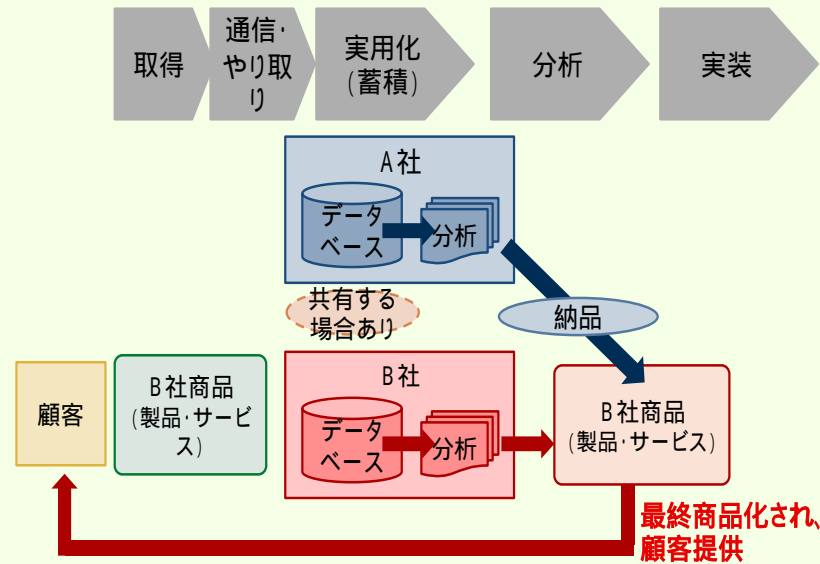 取得
通信・
やり取
り
実用化
(蓄積)
分析
実装
A社
データ
ベース
分析
共有する
場合あり
納品
顧客
B社商品
(製品・サービ
ス)
B社
データ
ベース
分析
B社商品
(製品・サービス)
最終商品化され、
顧客提供